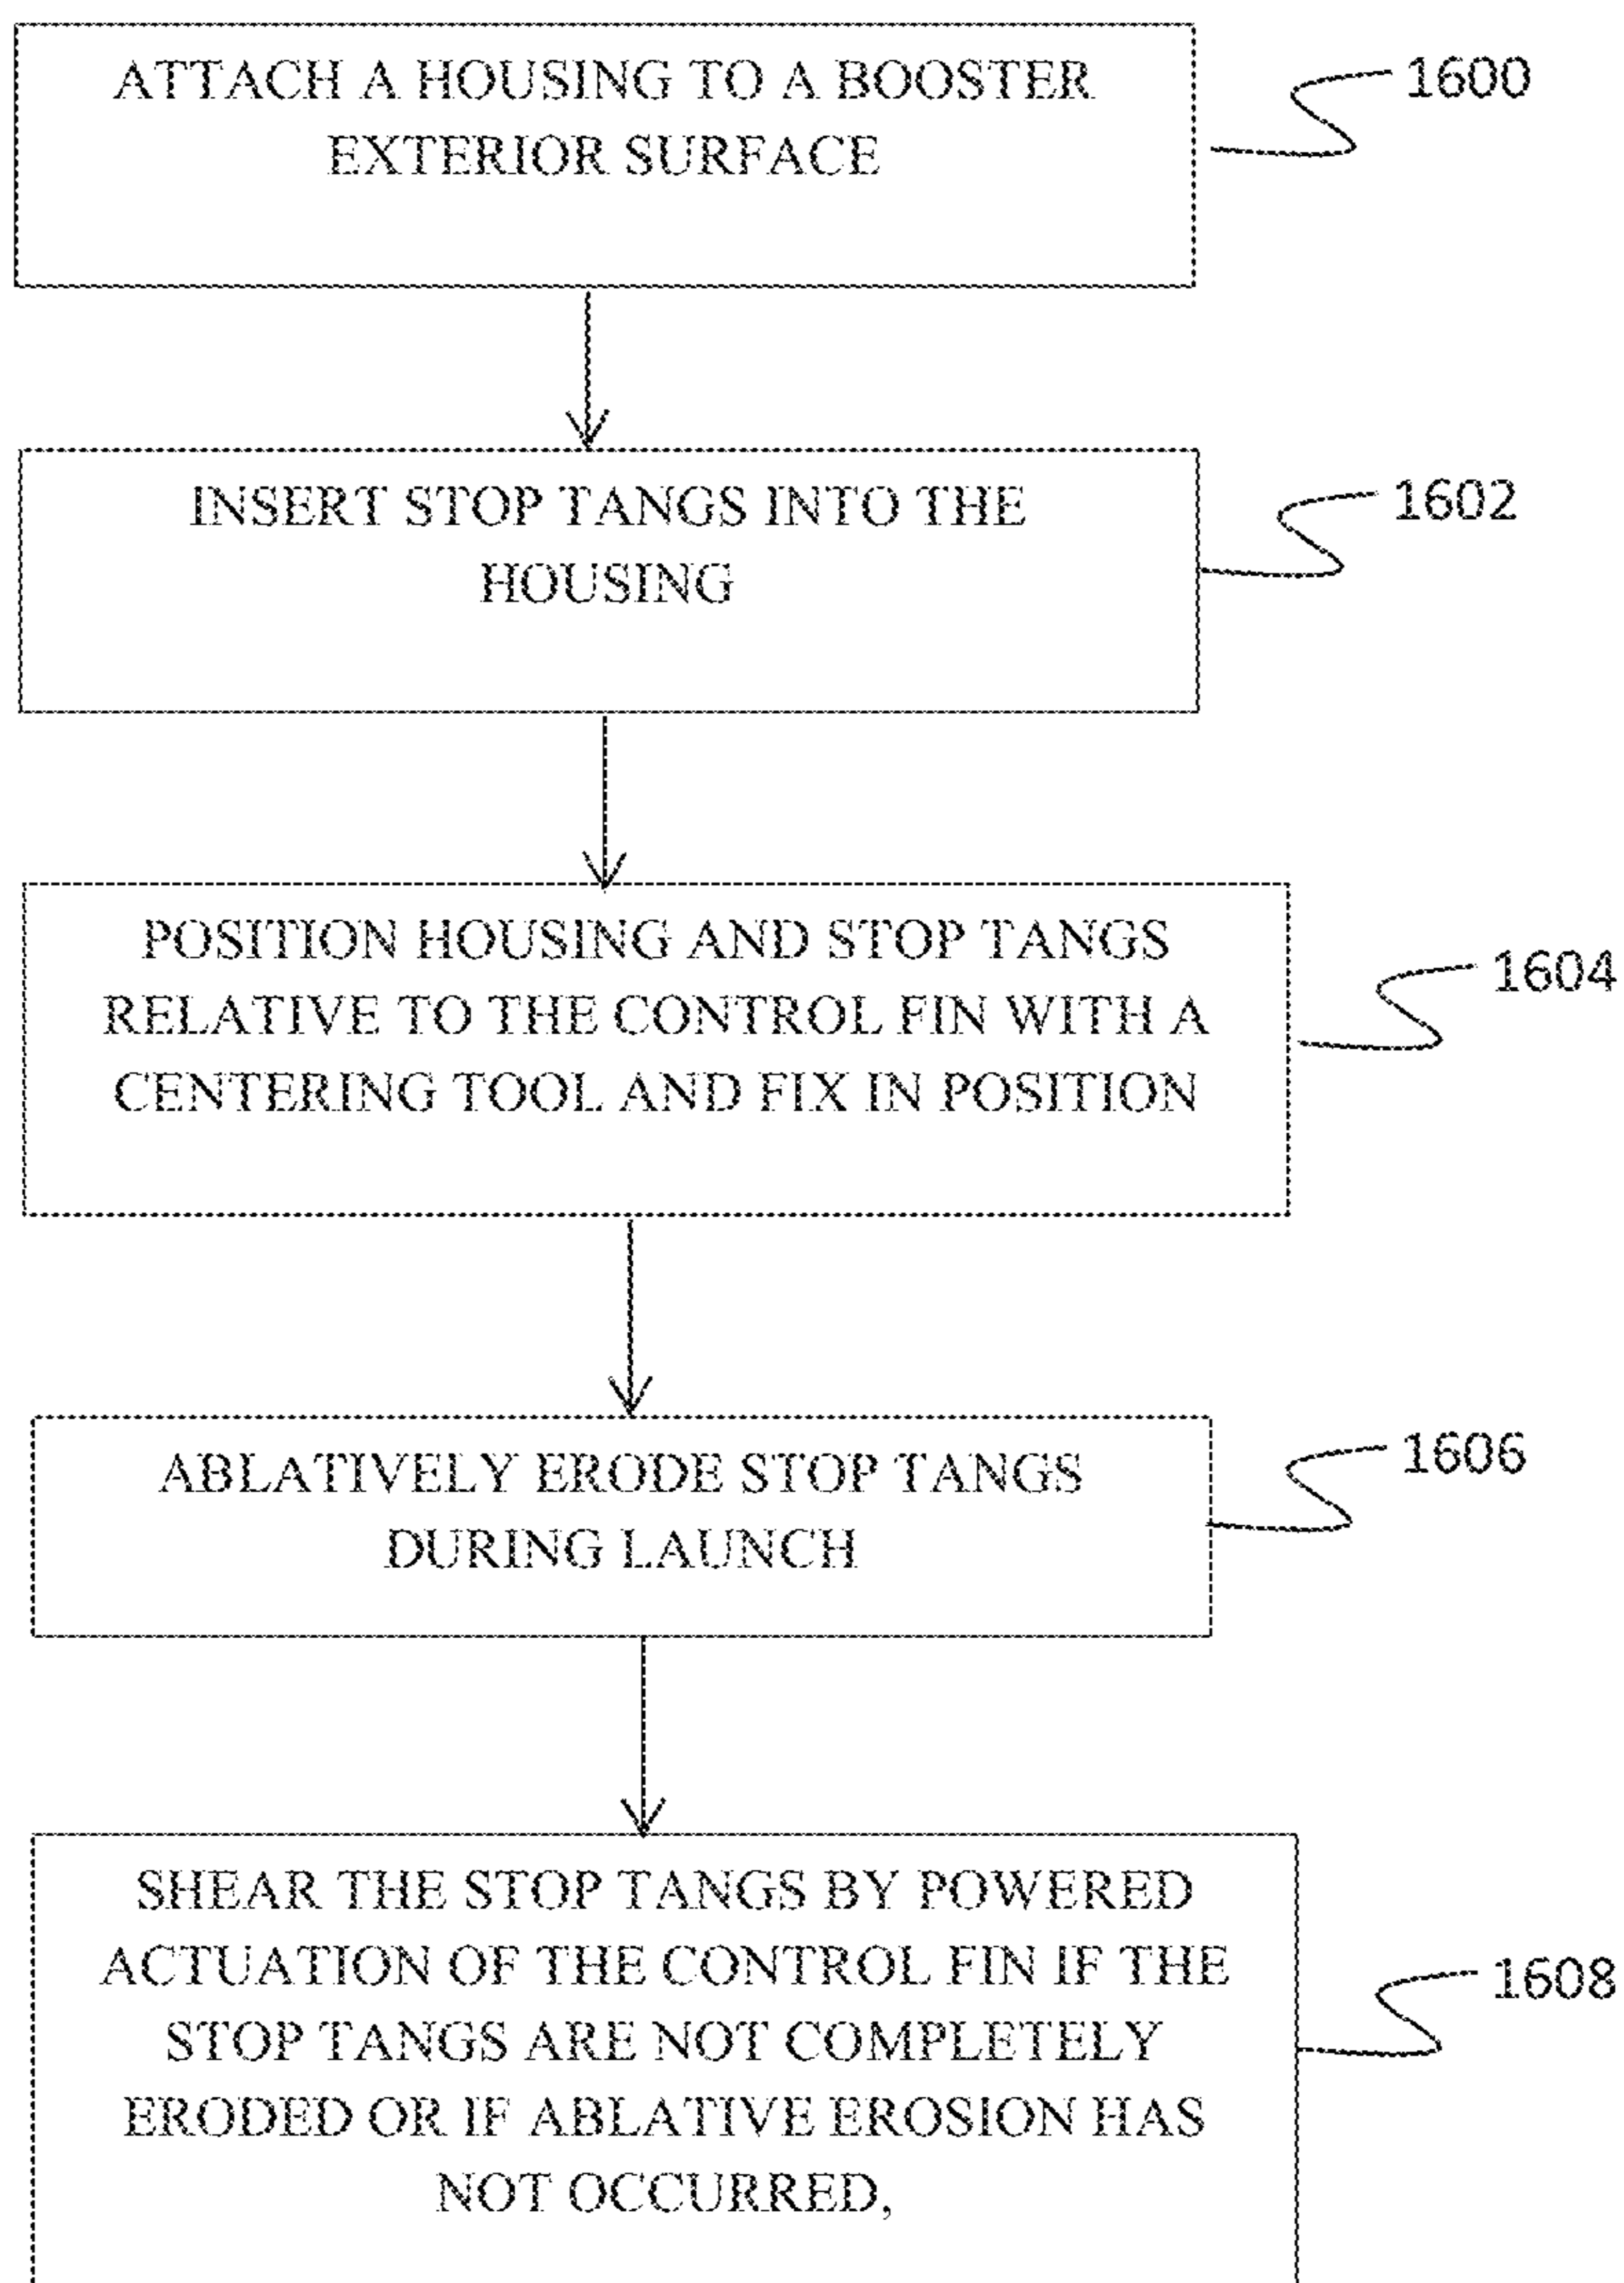 ATTACH A HOUSING TO A BOOSTER
EXTERIOR SURFACE
1600
INSERT STOP TANGS INTO THE
HOUSING
1602
POSITION HOUSING AND STOP TANGS
RELATIVE TO THE CONTROL FIN WITH A
CENTERING TOOL AND FIX IN POSITION
1604
ABLATIVELY ERODE STOP TANGS
DURING LAUNCH
1606
SHEAR THE STOP TANGS BY POWERED
ACTUATION OF THE CONTROL FIN IF THE
STOP TANGS ARE NOT COMPLETELY
ERODED OR IF ABLATIVE EROSION HAS
NOT OCCURRED,
1608